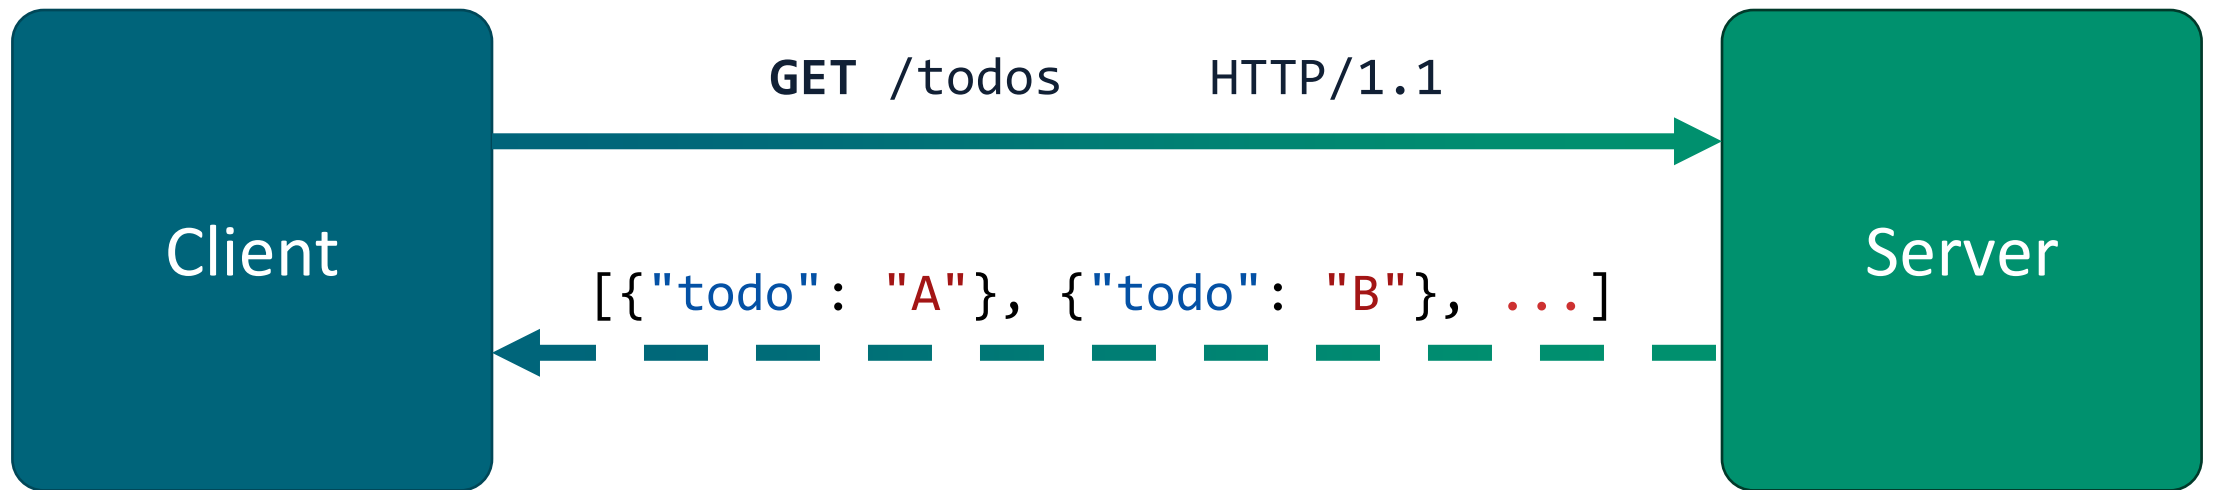 GET /todos     HTTP/1.1
Client
Server
[{"todo": "A"}, {"todo": "B"}, ...]